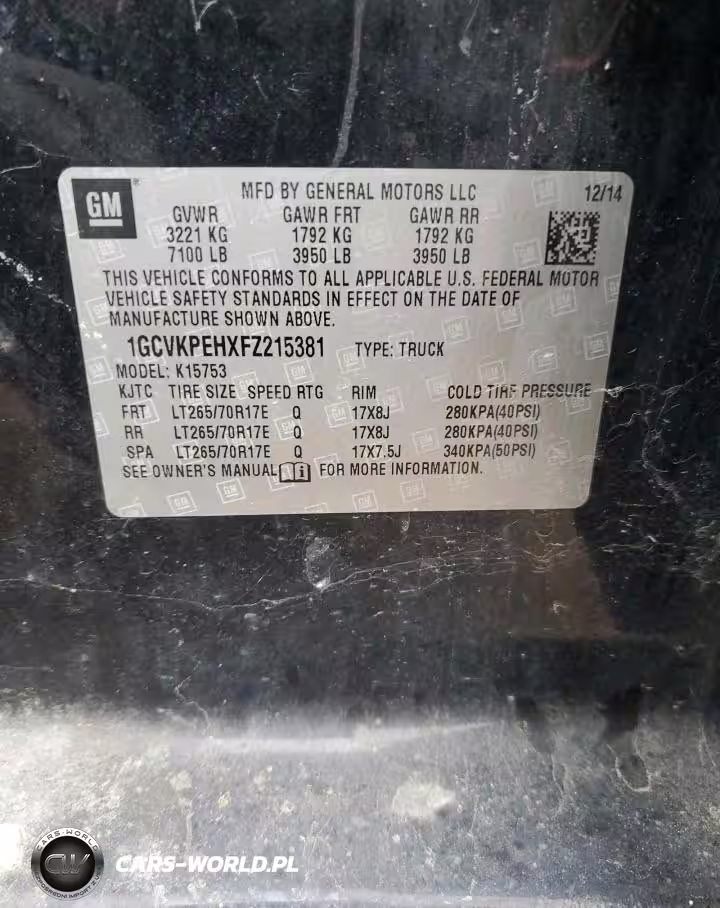 GM
MFD BY GENERAL MOTORS LLC 12/14
GVWR GAWR FRT GAWR RR
3221 KG 1792 KG 1792 KG
7100 LB 3950 LB 3950 LB
THIS VEHICLE CONFORMS TO ALL APPLICABLE U.S. FEDERAL MOTOR
VEHICLE SAFETY STANDARDS IN EFFECT ON THE DATE OF
MANUFACTURE SHOWN ABOVE.
1GCVKPEHXFZ215381 TYPE: TRUCK
MODEL: K15753
KJTC TIRE SIZE SPEED RTG RIM COLD TIRE PRESSURE
FRT LT265/70R17E Q 17X8J 280KPA(40PSI)
RR LT265/70R17E Q 17X8J 280KPA(40PSI)
SPA LT265/70R17E Q 17X7.5J 340KPA(50PSI)
SEE OWNER'S MANUAL i FOR MORE INFORMATION.
CARS-WORLD
CW
CARS-WORLD.PL